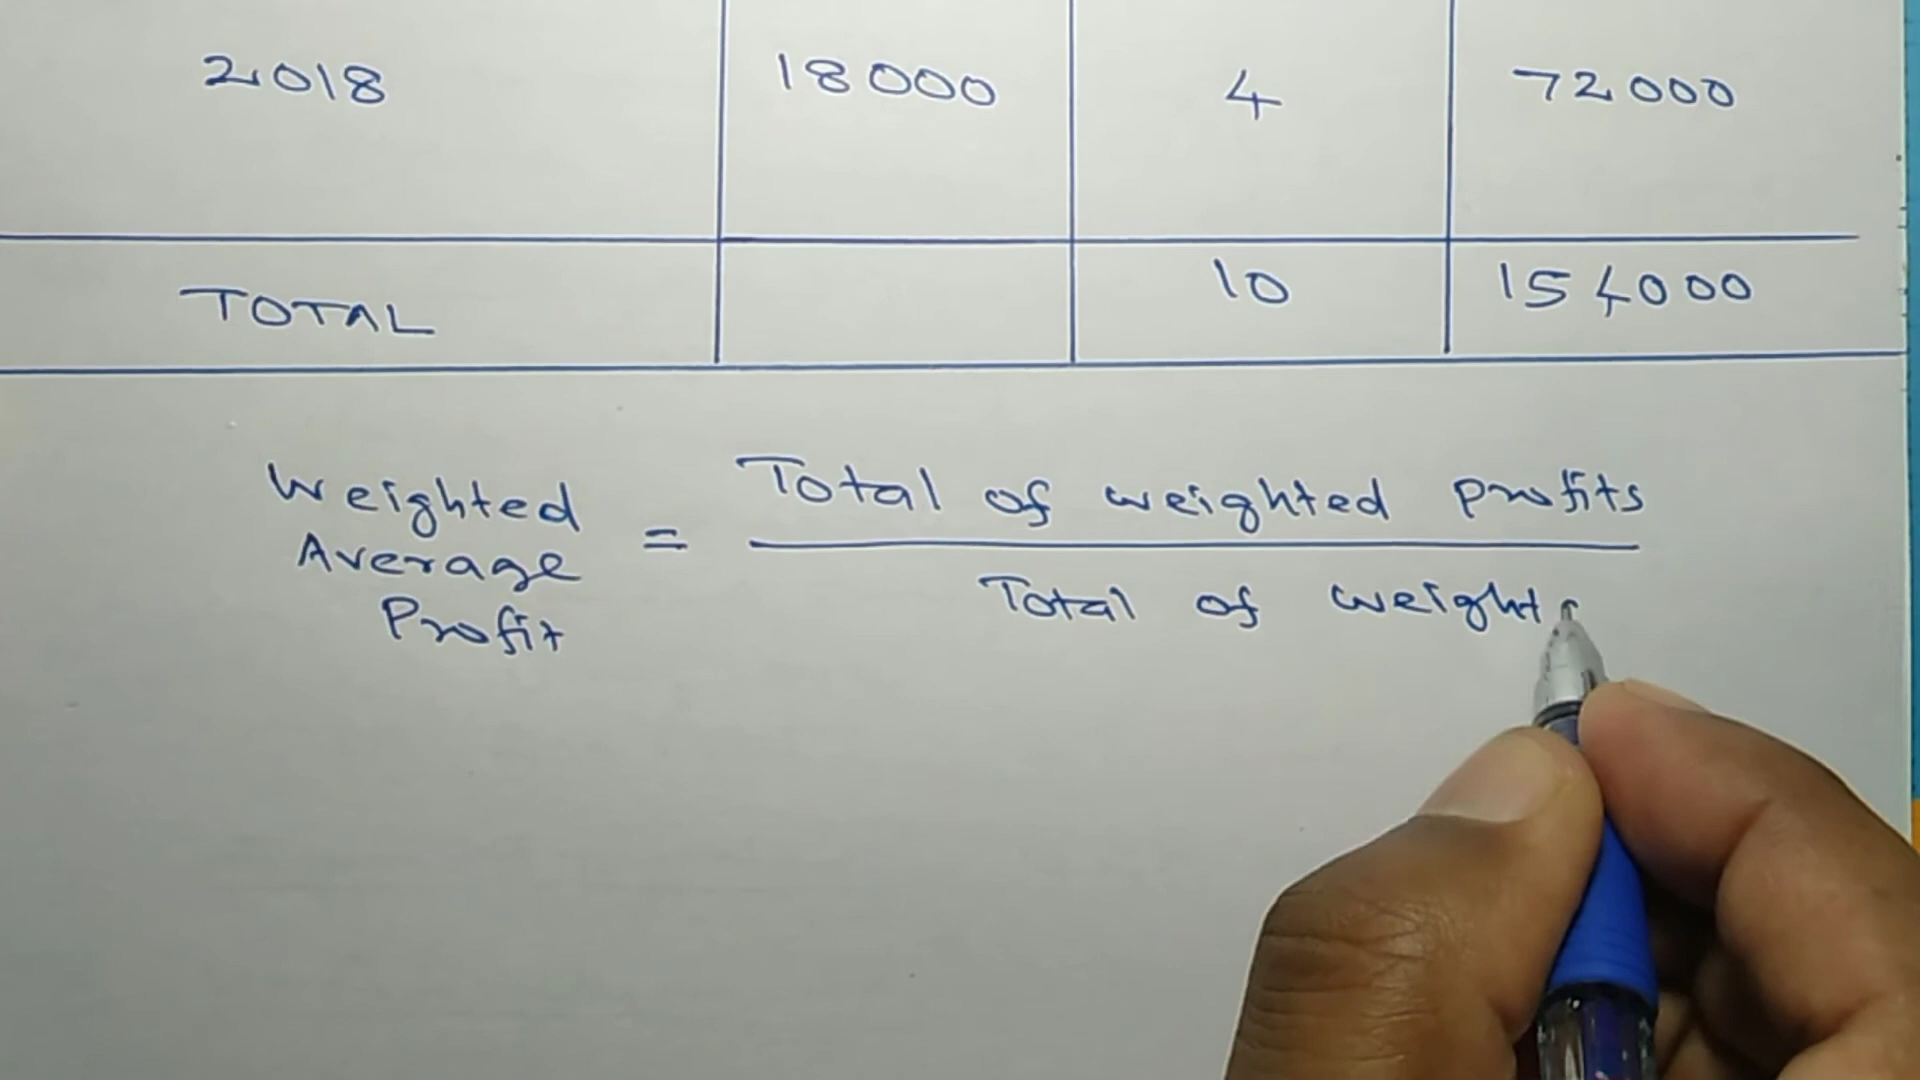 2018 18000 4 72000
TOTAL 10 154000
Weighted Average Profit = Total of weighted profits
Total of weights